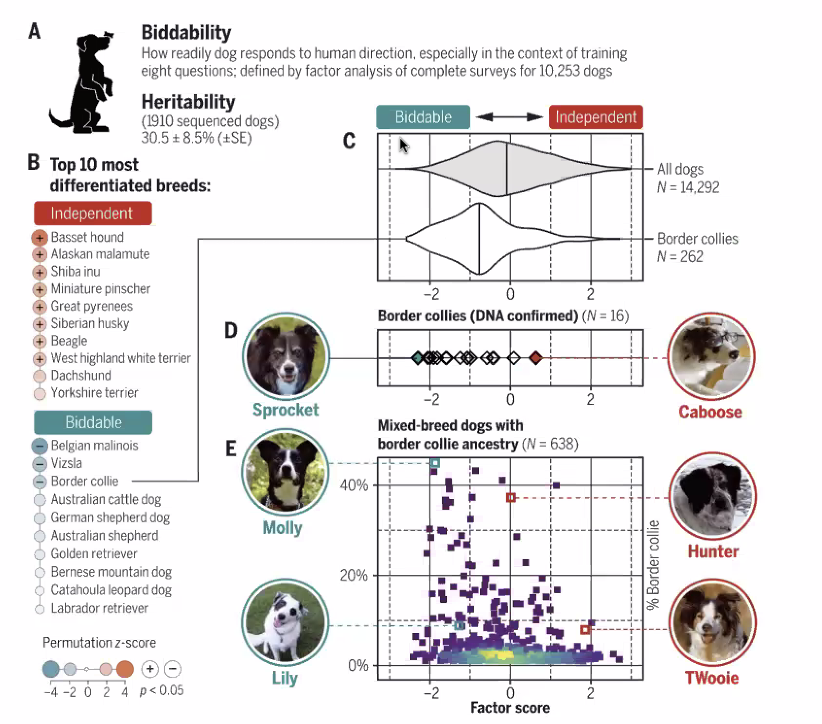 A
Biddability
How readily dog responds to human direction, especially in the context of training
eight questions; defined by factor analysis of complete surveys for 10,253 dogs
Heritability
(1910 sequenced dogs)
30.5 ± 8.5% (±SE)
B Top 10 most
differentiated breeds:
Independent
+ Basset hound
+ Alaskan malamute
+ Shiba inu
+ Miniature pinscher
+ Great pyrenees
+ Siberian husky
+ Beagle
+ West highland white terrier
Dachshund
Yorkshire terrier
Biddable
− Belgian malinois
− Vizsla
− Border collie
Australian cattle dog
German shepherd dog
Australian shepherd
Golden retriever
Bernese mountain dog
Catahoula leopard dog
Labrador retriever
Permutation z-score
+ −
−4 −2 0 2 4 p < 0.05
Biddable Independent
C
All dogs
N = 14,292
Border collies
N = 262
−2 0 2
Border collies (DNA confirmed) (N = 16)
D
Sprocket
Caboose
−2 0 2
Mixed-breed dogs with
border collie ancestry (N = 638)
E
Molly
Hunter
Lily
TWooie
40%
20%
0%
% Border collie
−2 0 2
Factor score